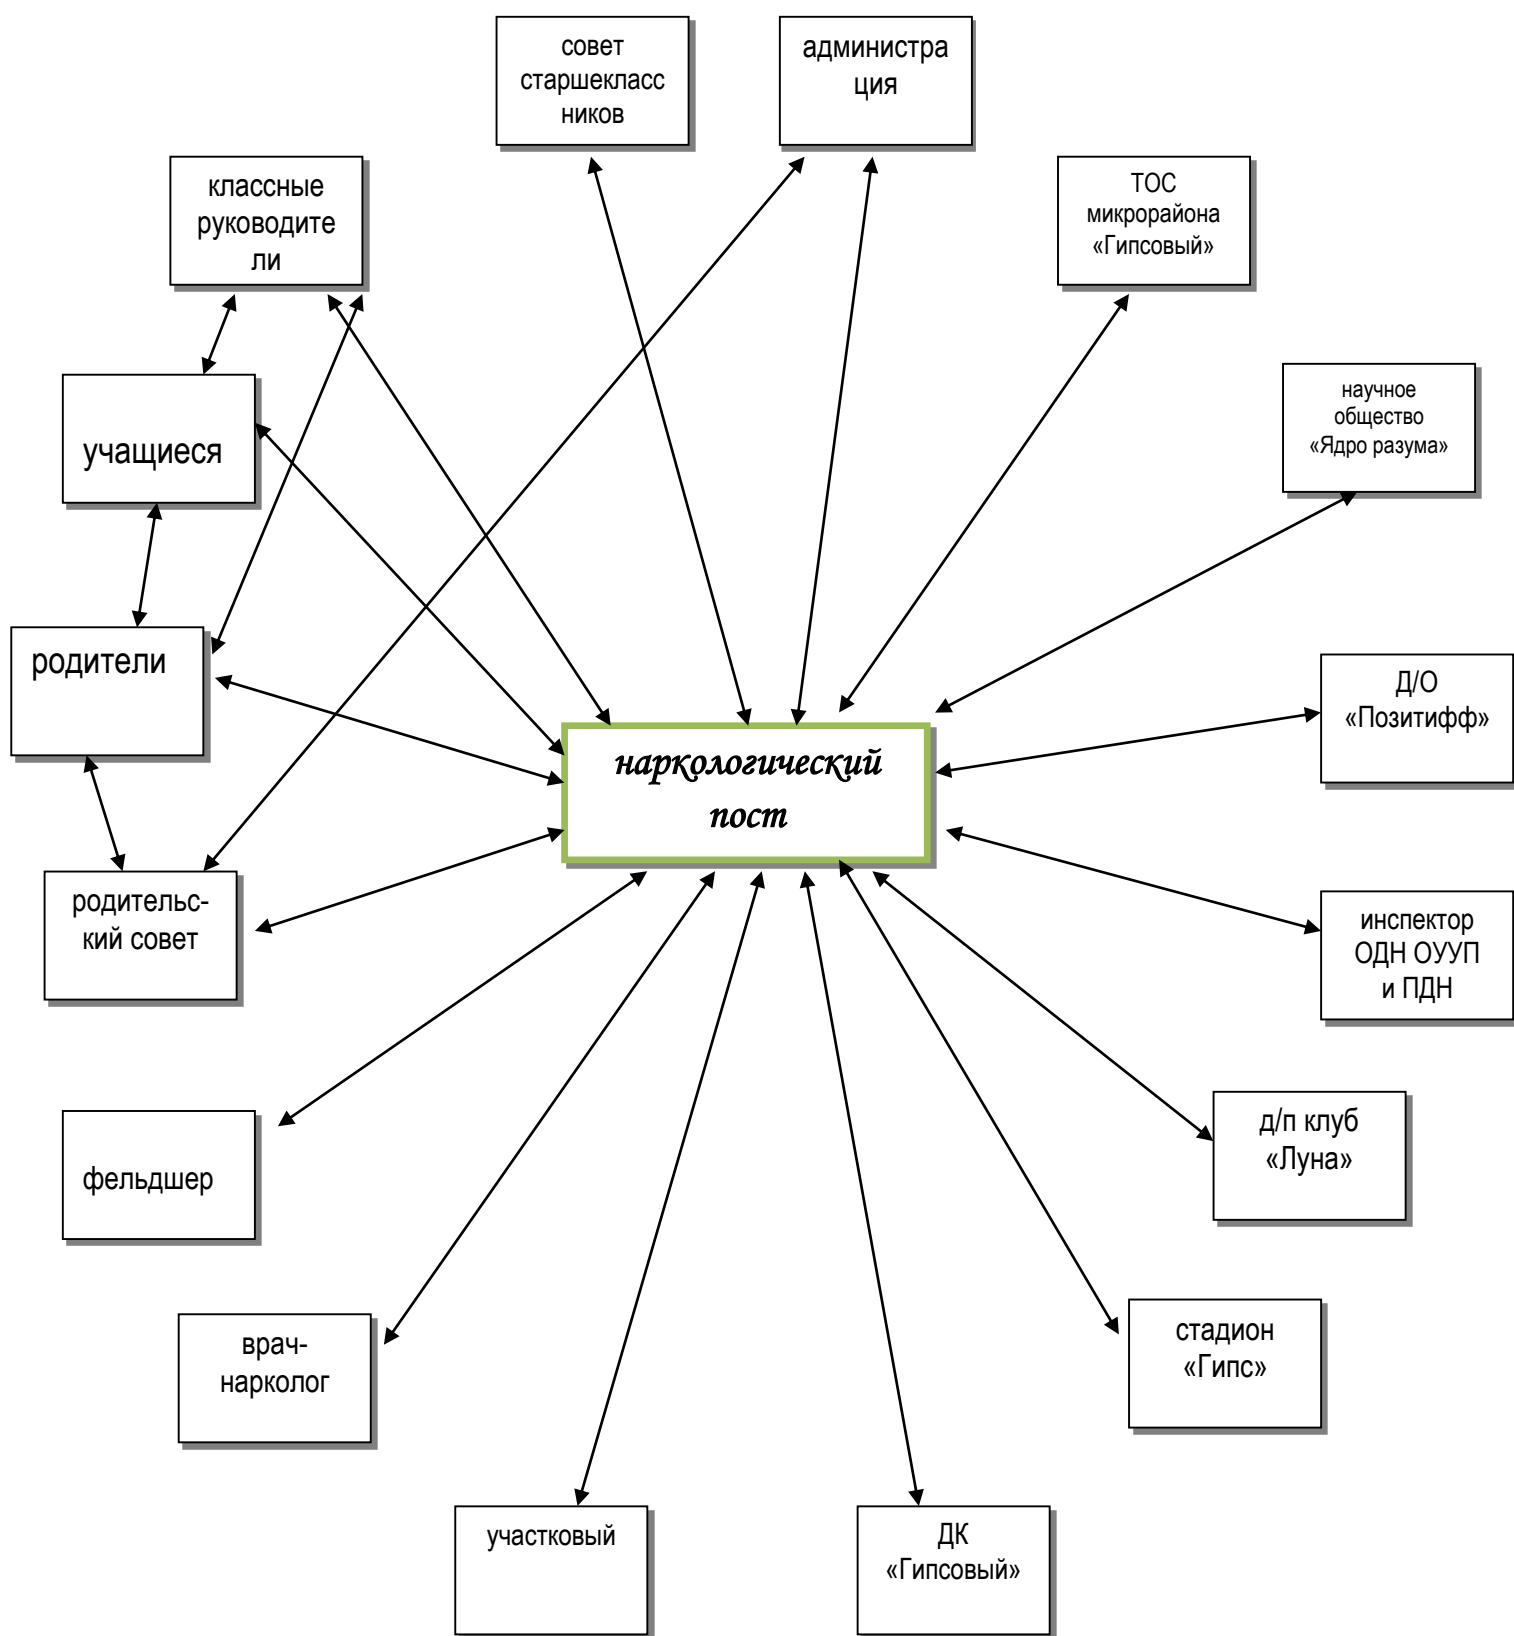 совет
старшекласс
ников
администра
ция
классные
руководите
ли
ТОС
микрорайона
«Гипсовый»
учащиеся
научное
общество
«Ядро разума»
родители
Д/О
«Позитифф»
наркологический
пост
родительс-
кий совет
инспектор
ОДН ОУУП
и ПДН
фельдшер
д/п клуб
«Луна»
врач-
нарколог
стадион
«Гипс»
участковый
ДК
«Гипсовый»